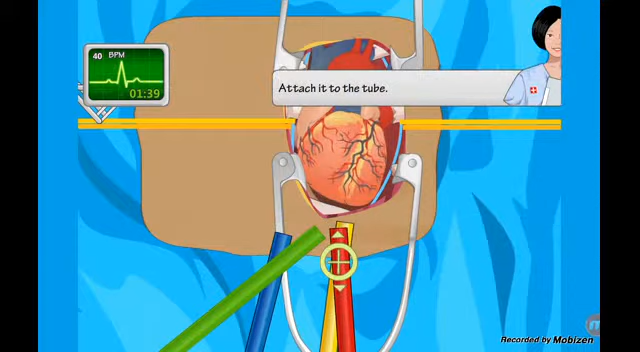 40 BPM
01:39
Attach it to the tube.
Recorded by Mobizen